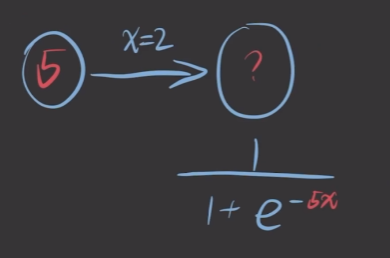 x=2
5 ?
1
1 + e^-5x